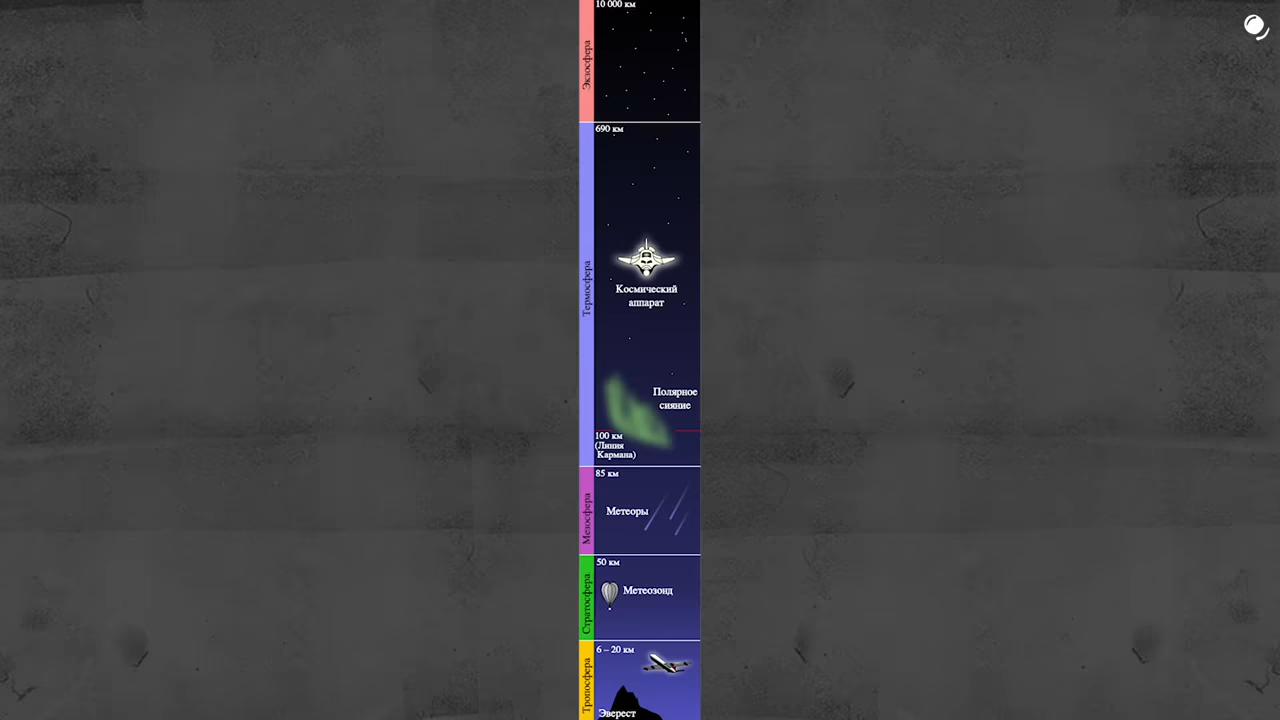 10 000 км
Экзосфера
690 км
Термосфера
Космический
аппарат
Полярное
сияние
100 км
(Линия
Кармана)
85 км
Мезосфера
Метеоры
50 км
Стратосфера
Метеозонд
6 – 20 км
Тропосфера
Эверест